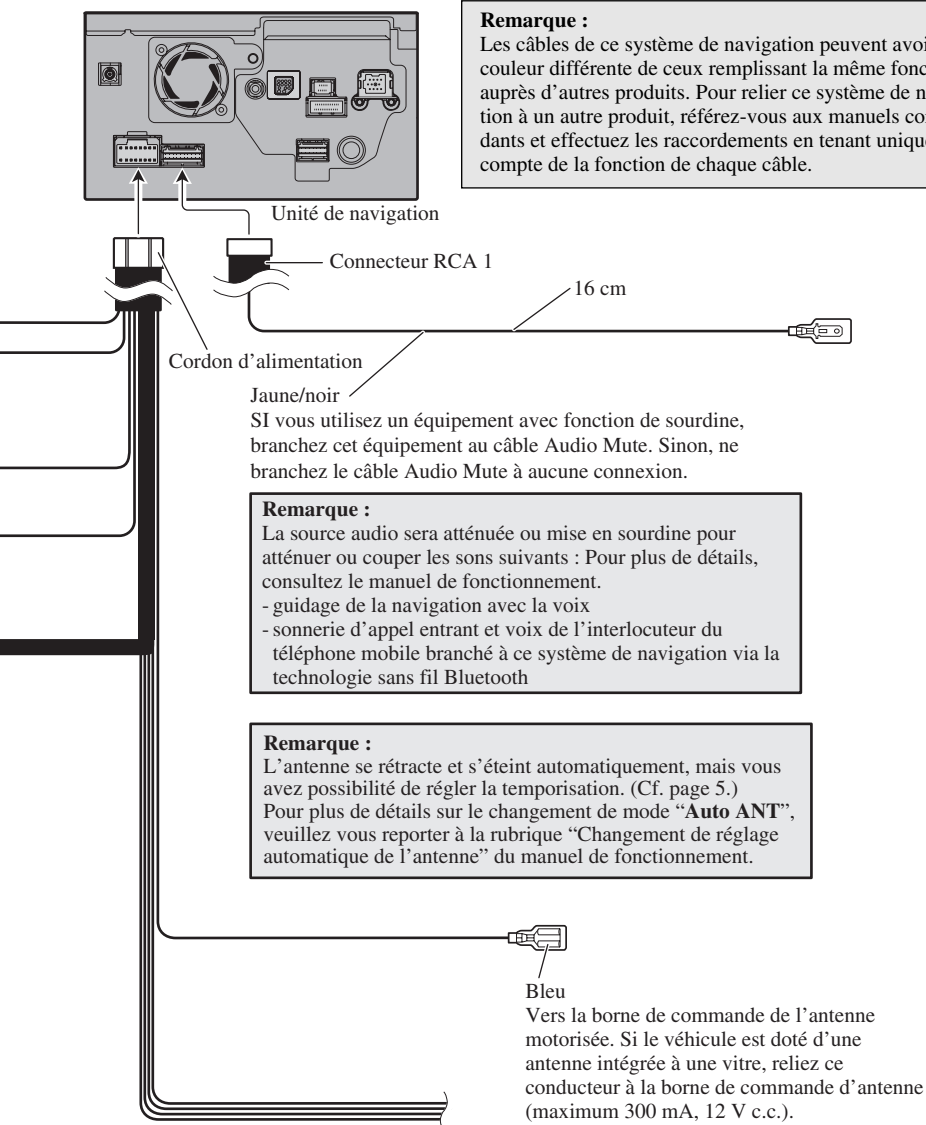 Remarque :
Les câbles de ce système de navigation peuvent avoi
couleur différente de ceux remplissant la même fonc
auprès d'autres produits. Pour relier ce système de n
tion à un autre produit, référez-vous aux manuels co
dants et effectuez les raccordements en tenant uniqu
compte de la fonction de chaque câble.
Unité de navigation
Connecteur RCA 1
16 cm
Cordon d'alimentation
Jaune/noir
SI vous utilisez un équipement avec fonction de sourdine,
branchez cet équipement au câble Audio Mute. Sinon, ne
branchez le câble Audio Mute à aucune connexion.
Remarque :
La source audio sera atténuée ou mise en sourdine pour
atténuer ou couper les sons suivants : Pour plus de détails,
consultez le manuel de fonctionnement.
- guidage de la navigation avec la voix
- sonnerie d'appel entrant et voix de l'interlocuteur du
téléphone mobile branché à ce système de navigation via la
technologie sans fil Bluetooth
Remarque :
L'antenne se rétracte et s'éteint automatiquement, mais vous
avez possibilité de régler la temporisation. (Cf. page 5.)
Pour plus de détails sur le changement de mode “Auto ANT”,
veuillez vous reporter à la rubrique “Changement de réglage
automatique de l'antenne” du manuel de fonctionnement.
Bleu
Vers la borne de commande de l'antenne
motorisée. Si le véhicule est doté d'une
antenne intégrée à une vitre, reliez ce
conducteur à la borne de commande d'antenne
(maximum 300 mA, 12 V c.c.).